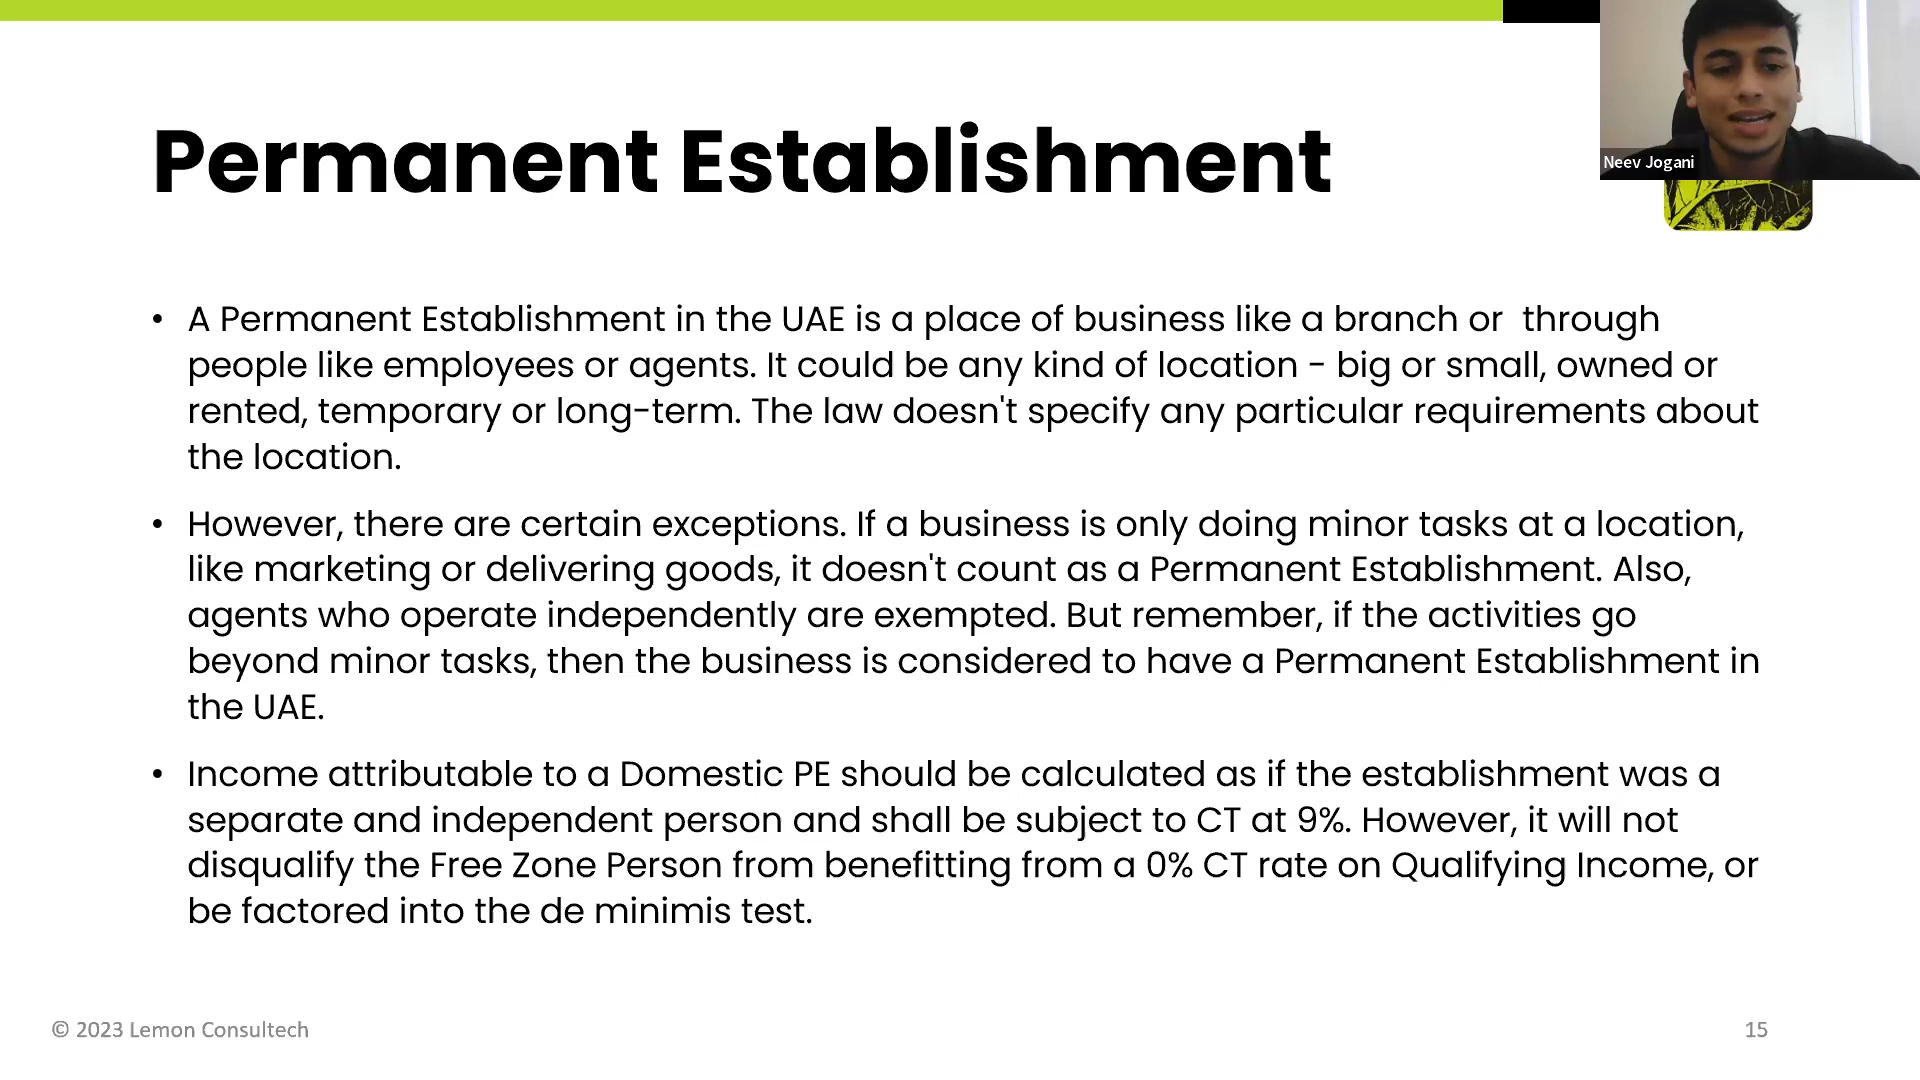 Permanent Establishment
Neev Jogani
• A Permanent Establishment in the UAE is a place of business like a branch or  through
people like employees or agents. It could be any kind of location - big or small, owned or
rented, temporary or long-term. The law doesn't specify any particular requirements about
the location.
• However, there are certain exceptions. If a business is only doing minor tasks at a location,
like marketing or delivering goods, it doesn't count as a Permanent Establishment. Also,
agents who operate independently are exempted. But remember, if the activities go
beyond minor tasks, then the business is considered to have a Permanent Establishment in
the UAE.
• Income attributable to a Domestic PE should be calculated as if the establishment was a
separate and independent person and shall be subject to CT at 9%. However, it will not
disqualify the Free Zone Person from benefitting from a 0% CT rate on Qualifying Income, or
be factored into the de minimis test.
© 2023 Lemon Consultech
15